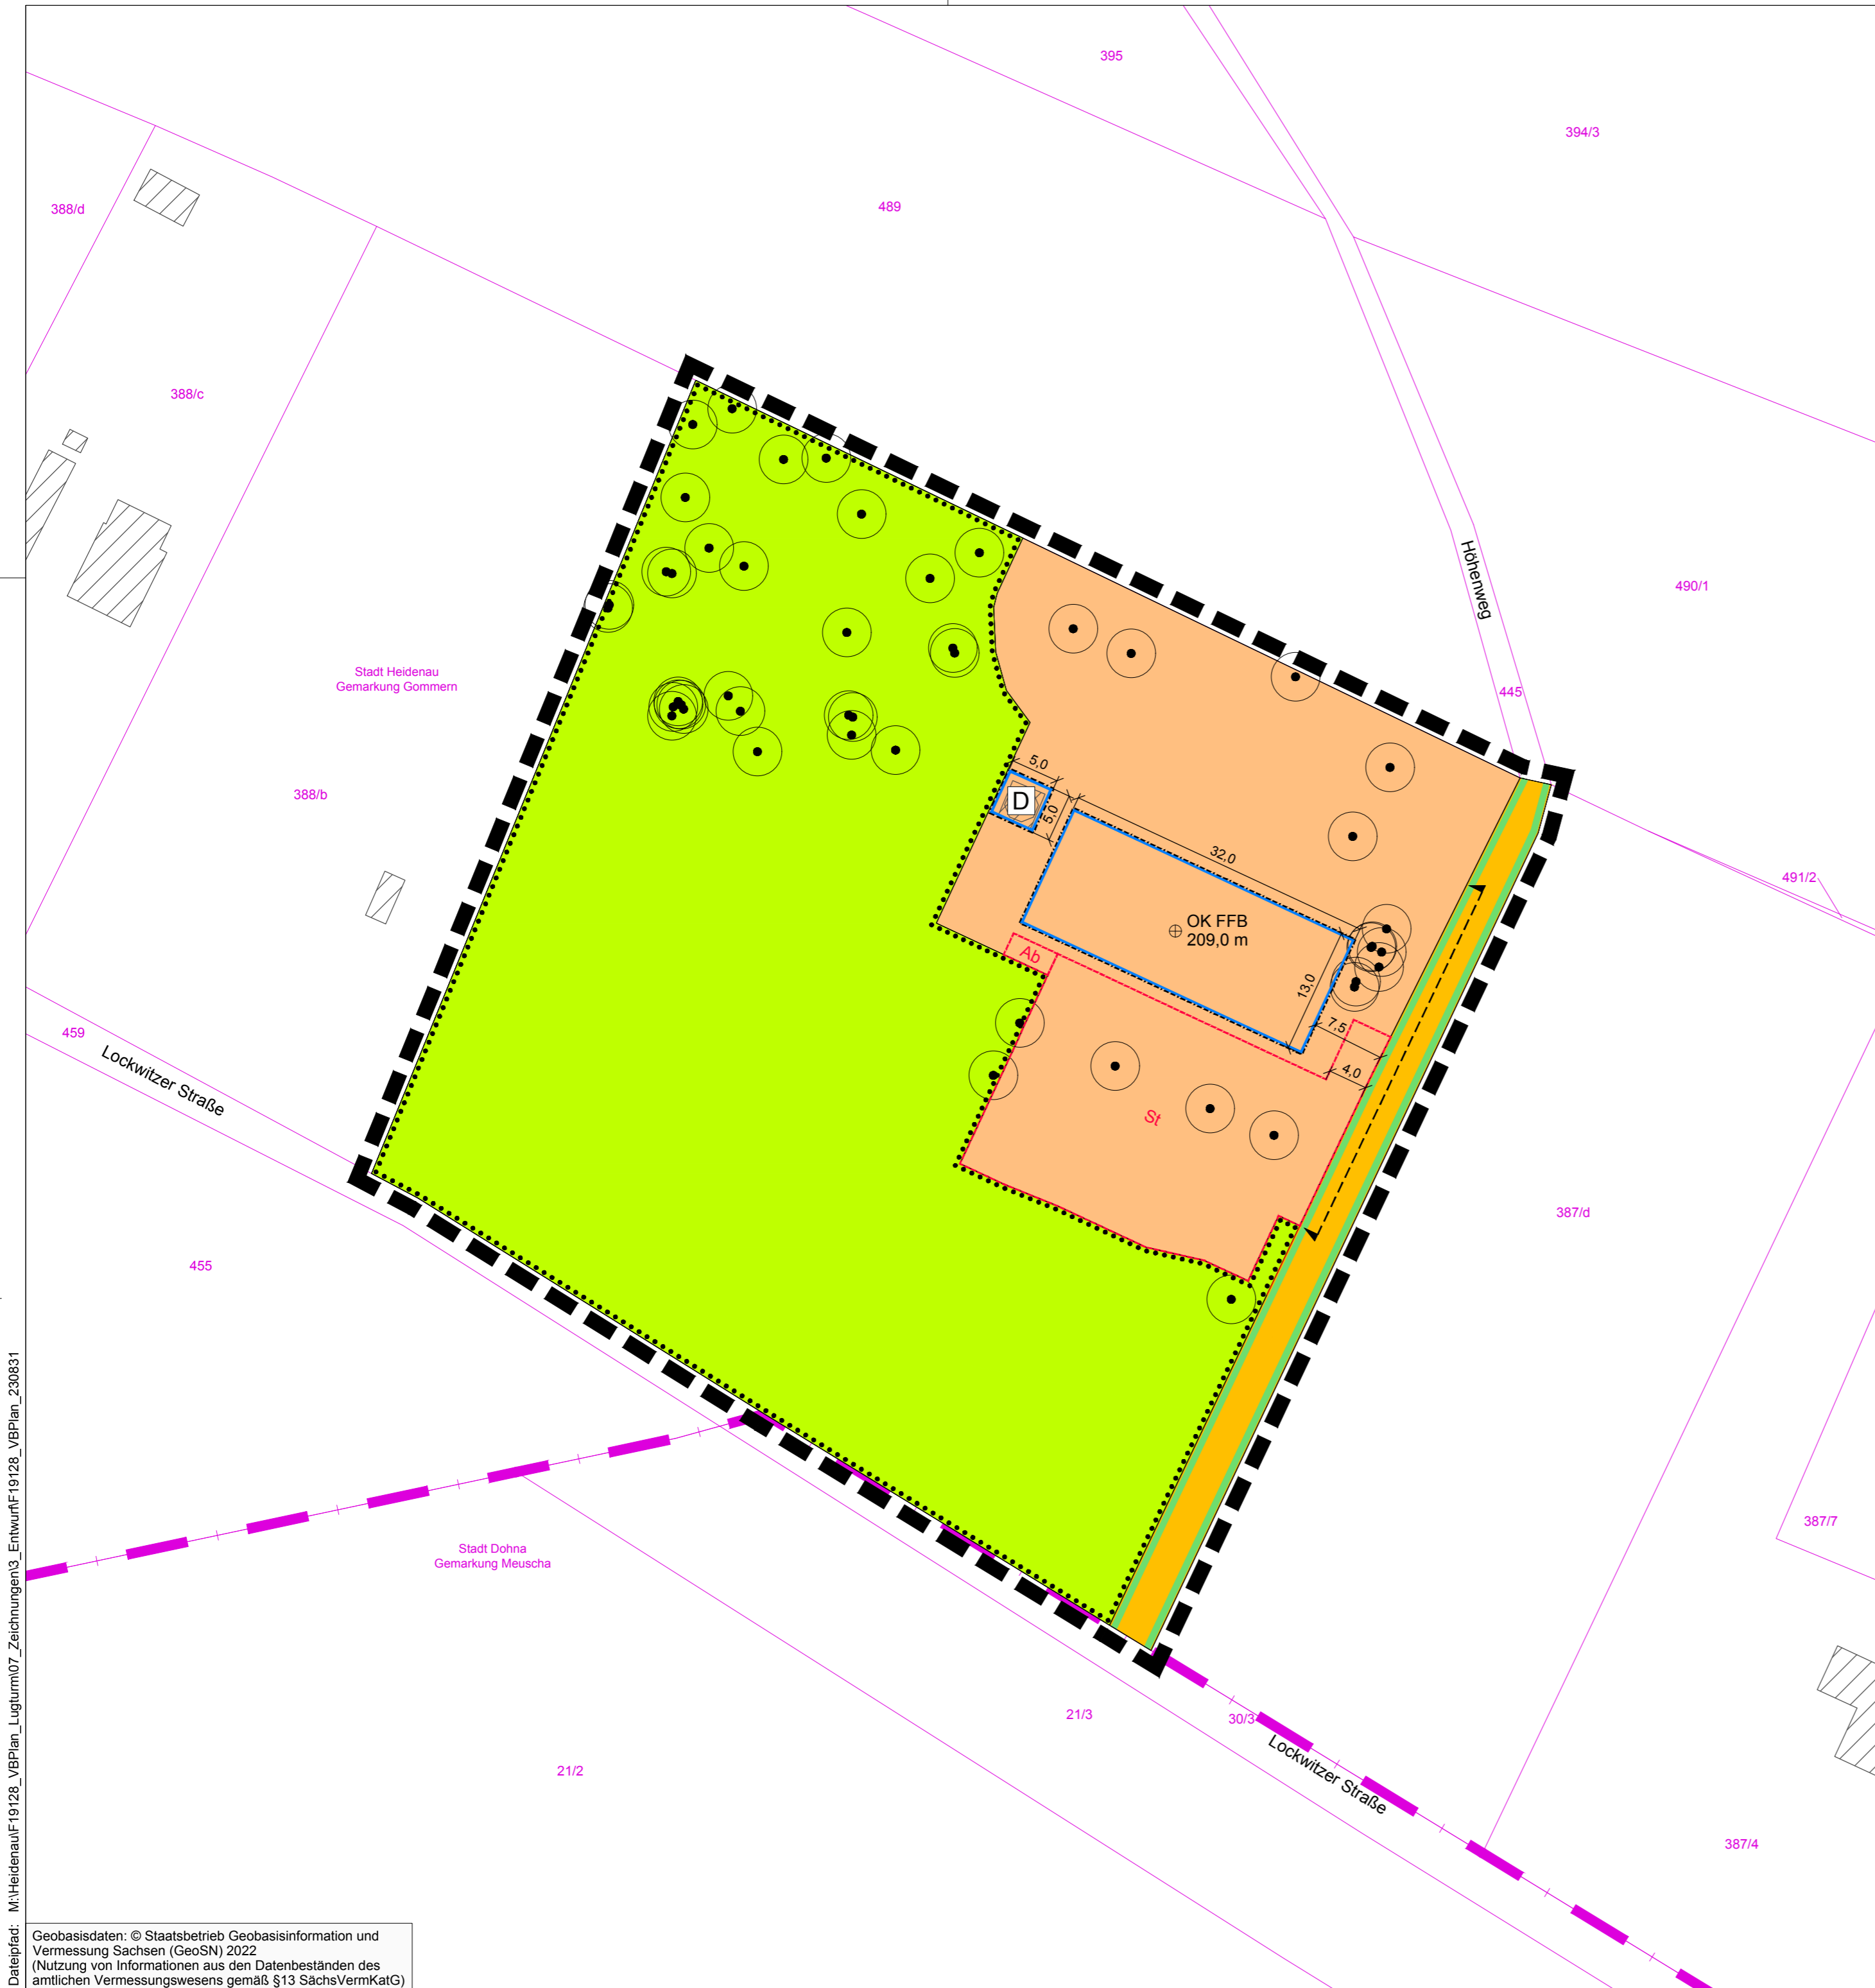 395
394/3
388/d
489
388/c
Höhenweg
490/1
Stadt Heidenau
Gemarkung Gommern
445
388/b
5,0
D
5,0
32,0
491/2
OK FFB
209,0 m
Ab
13,0
7,5
4,0
St
459
Lockwitzer Straße
387/d
455
387/7
Stadt Dohna
Gemarkung Meuscha
21/3
30/3
Lockwitzer Straße
21/2
387/4
Dateipfad: M:\Heidenau\F19128_VBPlan_Lugturm\07_Zeichnungen\3_Entwurf\F19128_VBPlan_230831
Geobasisdaten: © Staatsbetrieb Geobasisinformation und
Vermessung Sachsen (GeoSN) 2022
(Nutzung von Informationen aus den Datenbeständen des
amtlichen Vermessungswesens gemäß §13 SächsVermKatG)